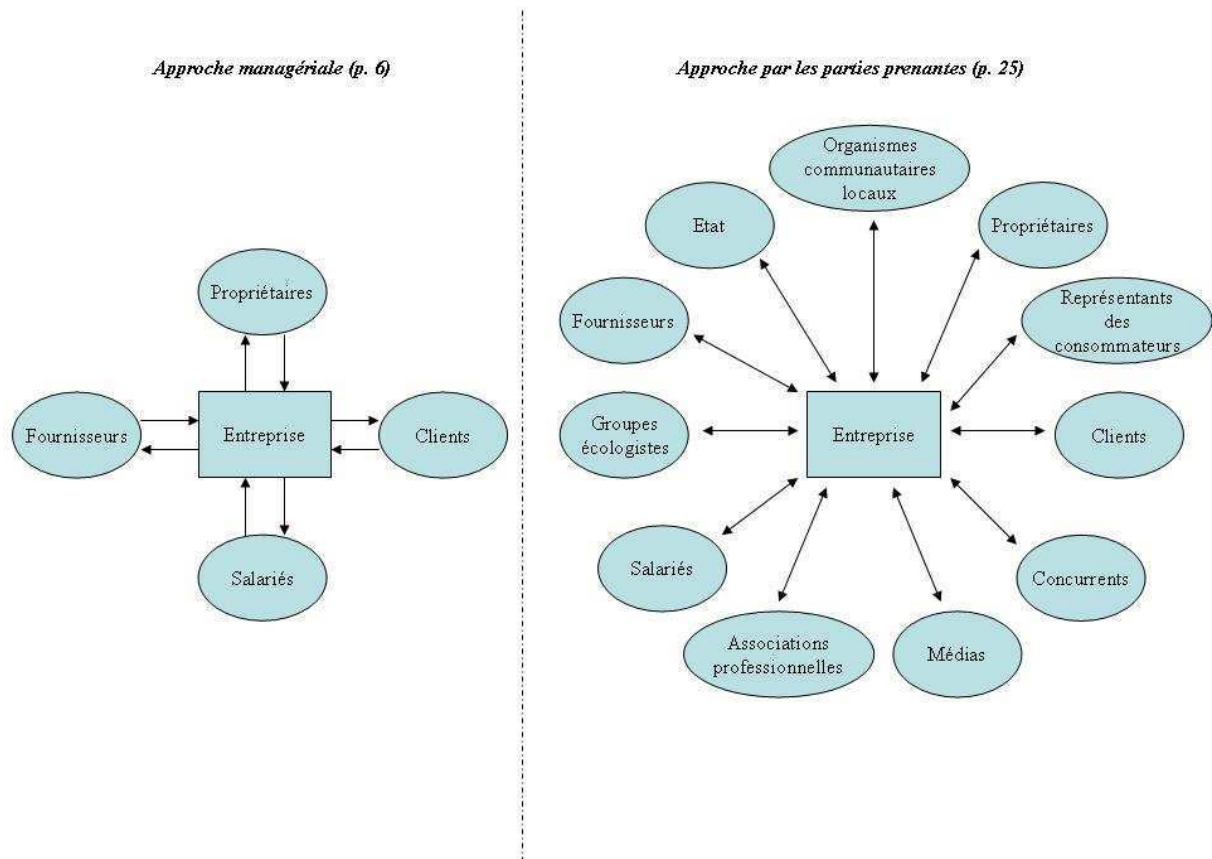 Approche managériale (p. 6)
Propriétaires
Fournisseurs
Entreprise
Clients
Salariés
Approche par les parties prenantes (p. 25)
Organismes
communautaires
locaux
Etat
Propriétaires
Fournisseurs
Représentants
des
consommateurs
Groupes
écologistes
Entreprise
Clients
Salariés
Concurrents
Associations
professionnelles
Médias